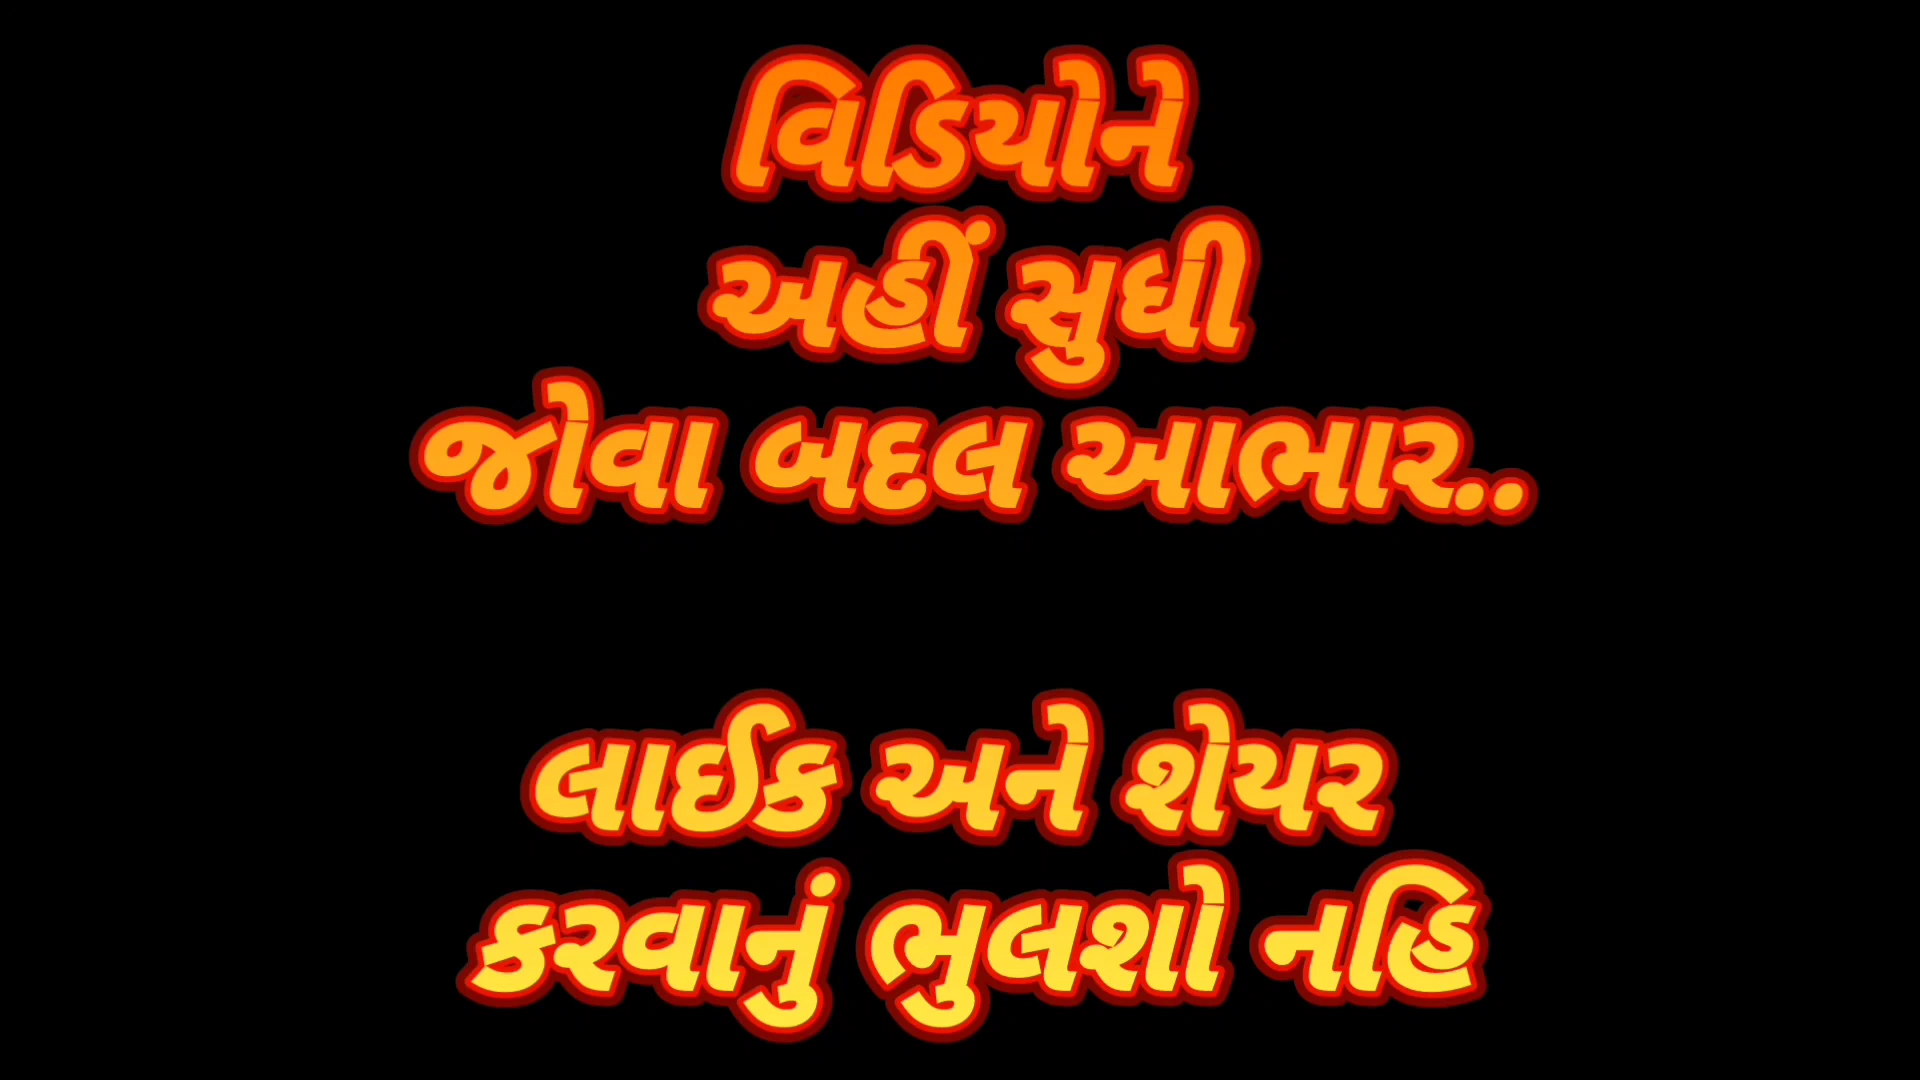 વિડિયોને
અહીં સુધી
જોવા બદલ આભાર..
લાઈક અને શેયર
કરવાનું ભુલશો નહિ